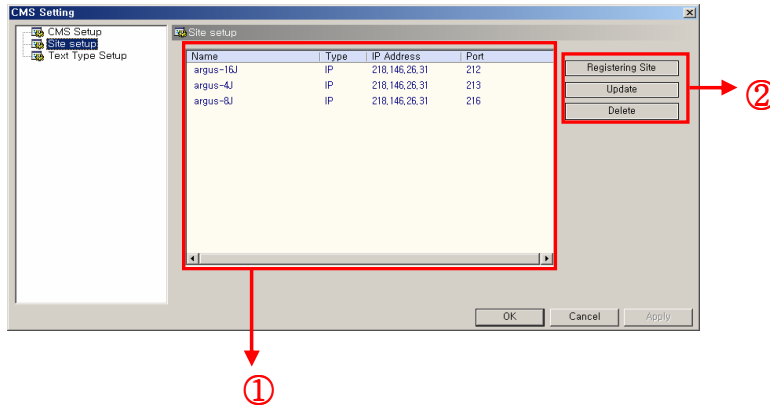 CMS Setting
CMS Setup
Site setup
Text Type Setup
Site setup
Name Type IP Address Port
argus-16J IP 218,146,26,31 212
argus-4J IP 218,146,26,31 213
argus-8J IP 218,146,26,31 216
Registering Site
Update
Delete
②
OK Cancel Apply
①